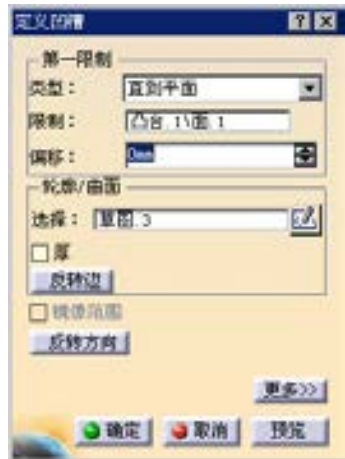 定义凹槽
第一限制
类型： 直到平面
限制： 凸台.1\面.1
偏移： 0mm
轮廓/曲面
选择： 草图.3
厚
反转边
镜像范围
反转方向
更多>>
确定 取消 预览